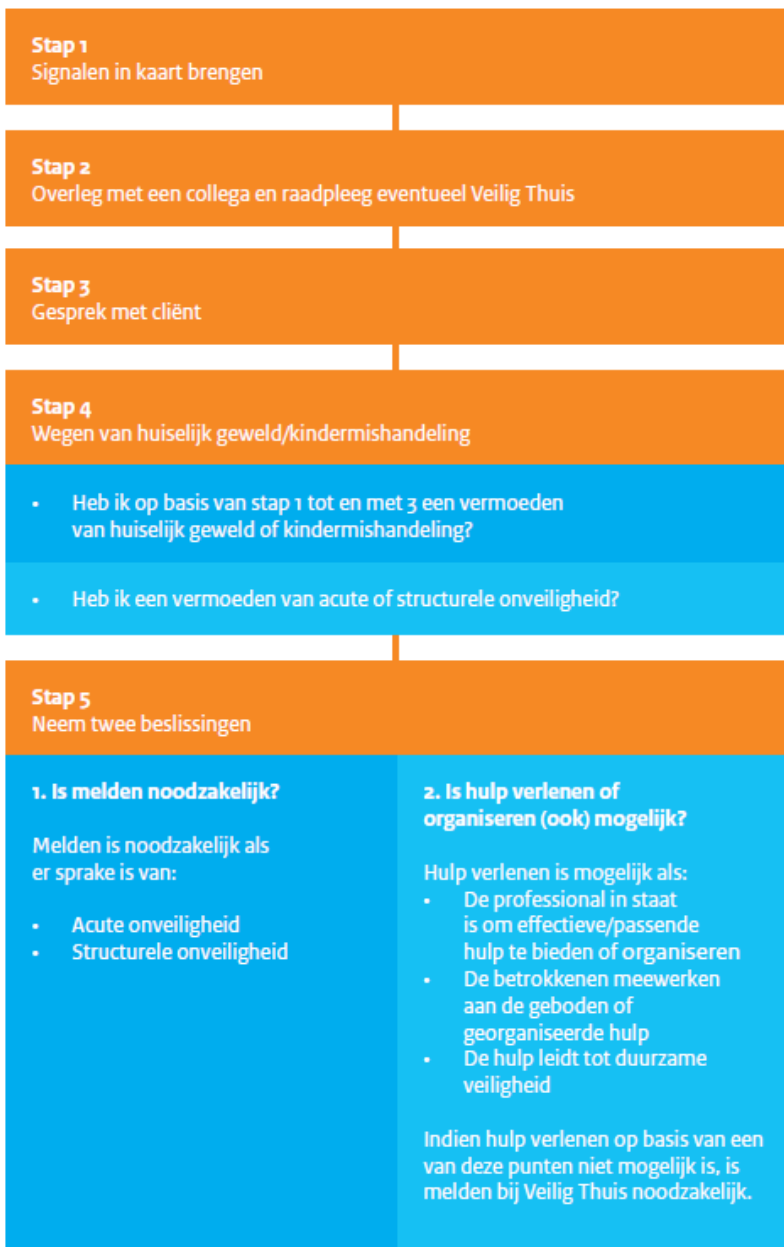 Stap 1
Signalen in kaart brengen
Stap 2
Overleg met een collega en raadpleeg eventueel Veilig Thuis
Stap 3
Gesprek met cliënt
Stap 4
Wegen van huiselijk geweld/kindermishandeling
• Heb ik op basis van stap 1 tot en met 3 een vermoeden
van huiselijk geweld of kindermishandeling?
• Heb ik een vermoeden van acute of structurele onveiligheid?
Stap 5
Neem twee beslissingen
1. Is melden noodzakelijk?
Melden is noodzakelijk als
er sprake is van:
• Acute onveiligheid
• Structurele onveiligheid
2. Is hulp verlenen of
organiseren (ook) mogelijk?
Hulp verlenen is mogelijk als:
• De professional in staat
is om effectieve/passende
hulp te bieden of organiseren
• De betrokkenen meewerken
aan de geboden of
georganiseerde hulp
• De hulp leidt tot duurzame
veiligheid
Indien hulp verlenen op basis van een
van deze punten niet mogelijk is, is
melden bij Veilig Thuis noodzakelijk.